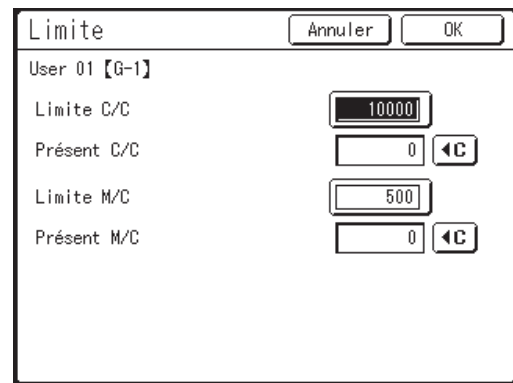 Limite Annuler OK
User 01【G-1】
Limite C/C 10000
Présent C/C 0 ◀C
Limite M/C 500
Présent M/C 0 ◀C